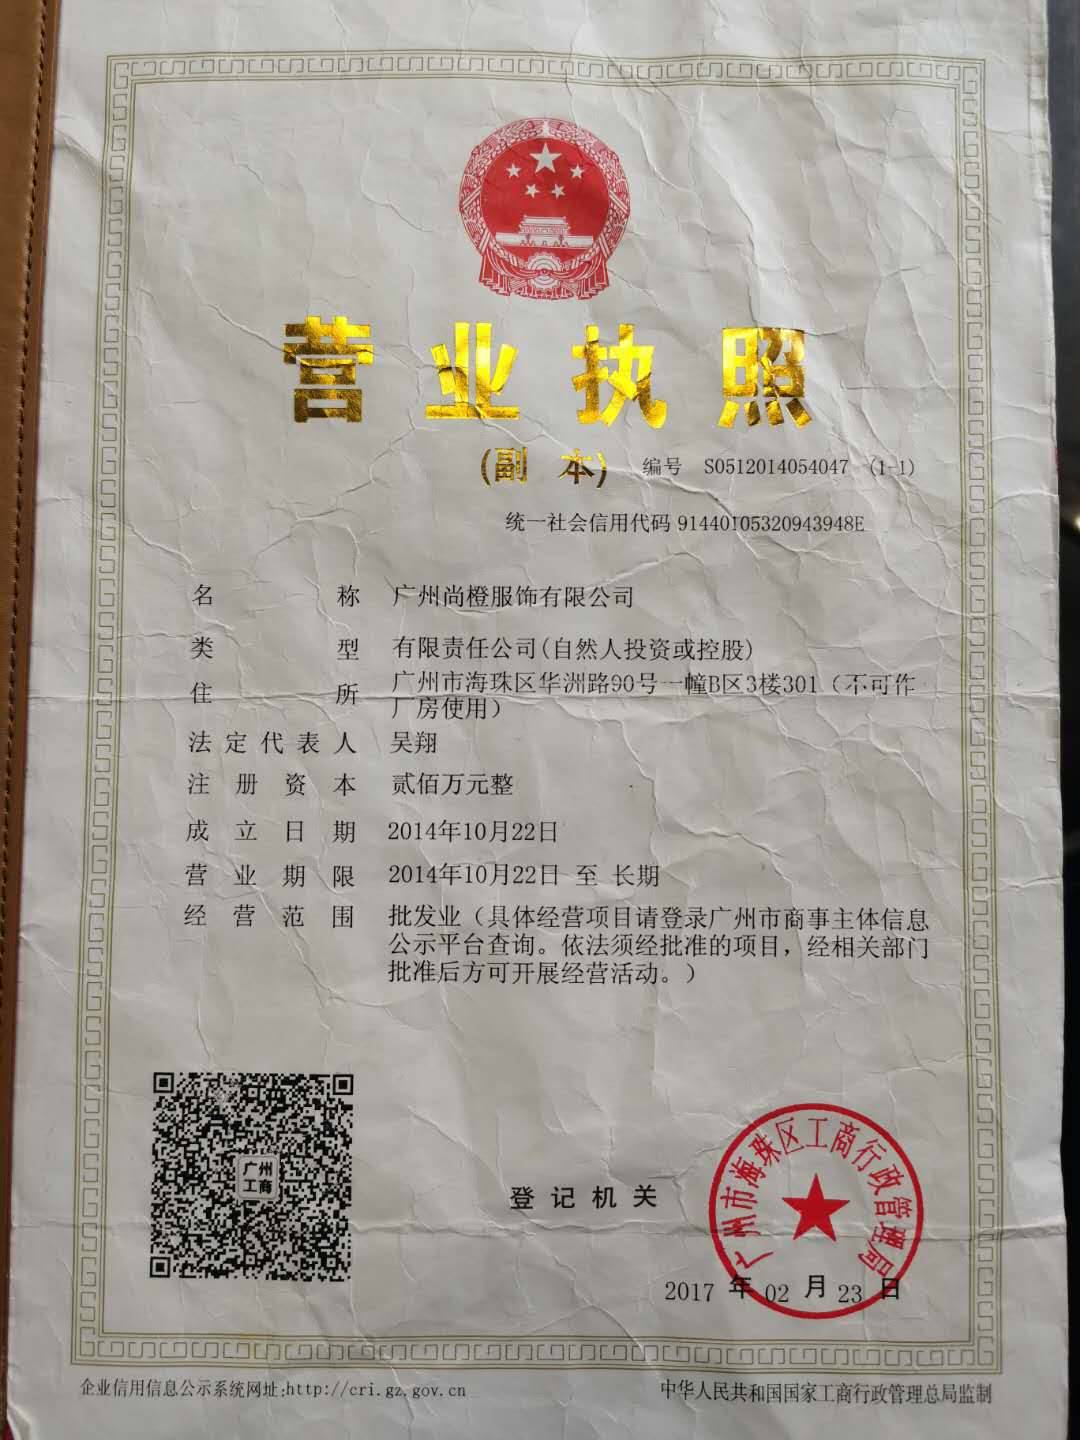 营业执照
(副 本) 编号 S0512014054047 (1-1)
统一社会信用代码 91440105320943948E
名称 广州尚橙服饰有限公司
类型 有限责任公司(自然人投资或控股)
住所 广州市海珠区华洲路90号一幢B区3楼301（不可作
厂房使用）
法定代表人 吴翔
注册资本 贰佰万元整
成立日期 2014年10月22日
营业期限 2014年10月22日 至 长期
经营范围 批发业（具体经营项目请登录广州市商事主体信息
公示平台查询。依法须经批准的项目，经相关部门
批准后方可开展经营活动。）
广州
工商
登记机关
广州市海珠区工商行政管理局
2017 年 02 月 23 日
企业信用信息公示系统网址:http://cri.gz.gov.cn
中华人民共和国国家工商行政管理总局监制